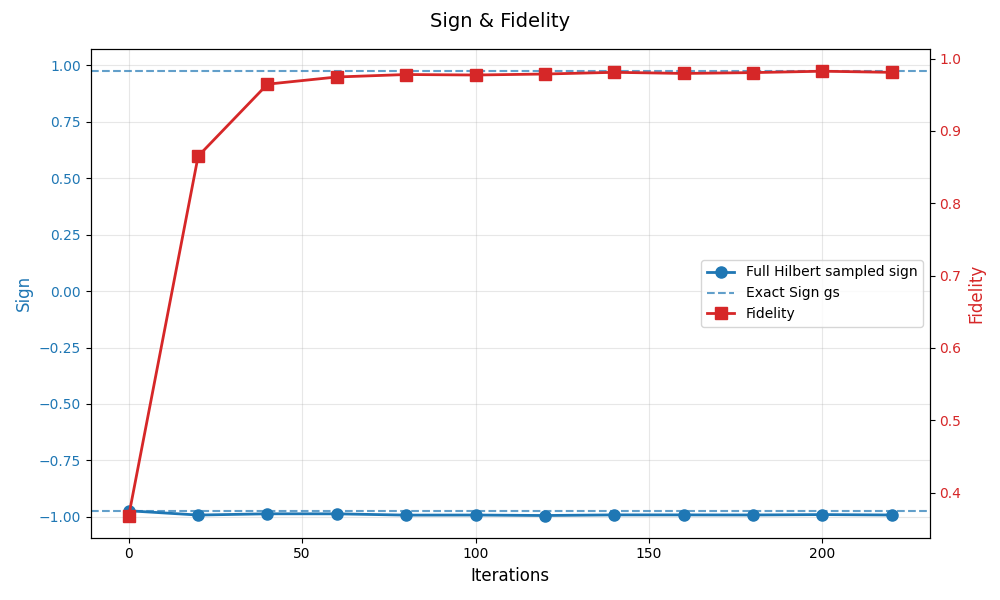 Sign & Fidelity
1.00
0.75
0.50
0.25
0.00
−0.25
−0.50
−0.75
−1.00
Sign
1.0
0.9
0.8
0.7
0.6
0.5
0.4
Fidelity
Full Hilbert sampled sign
Exact Sign gs
Fidelity
0 50 100 150 200
Iterations